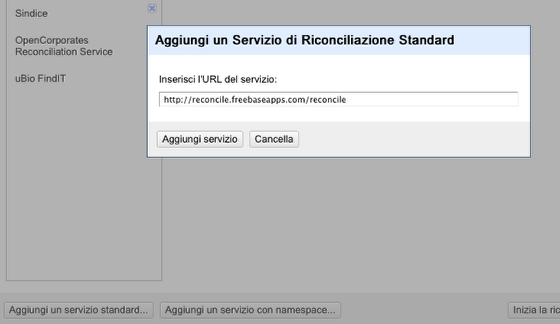 Sindice
OpenCorporates
Reconciliation Service
uBio FindIT
Aggiungi un Servizio di Riconciliazione Standard
Inserisci l'URL del servizio:
http://reconcile.freebaseapps.com/reconcile
Aggiungi servizio
Cancella
Aggiungi un servizio standard...
Aggiungi un servizio con namespace...
Inizia la ric